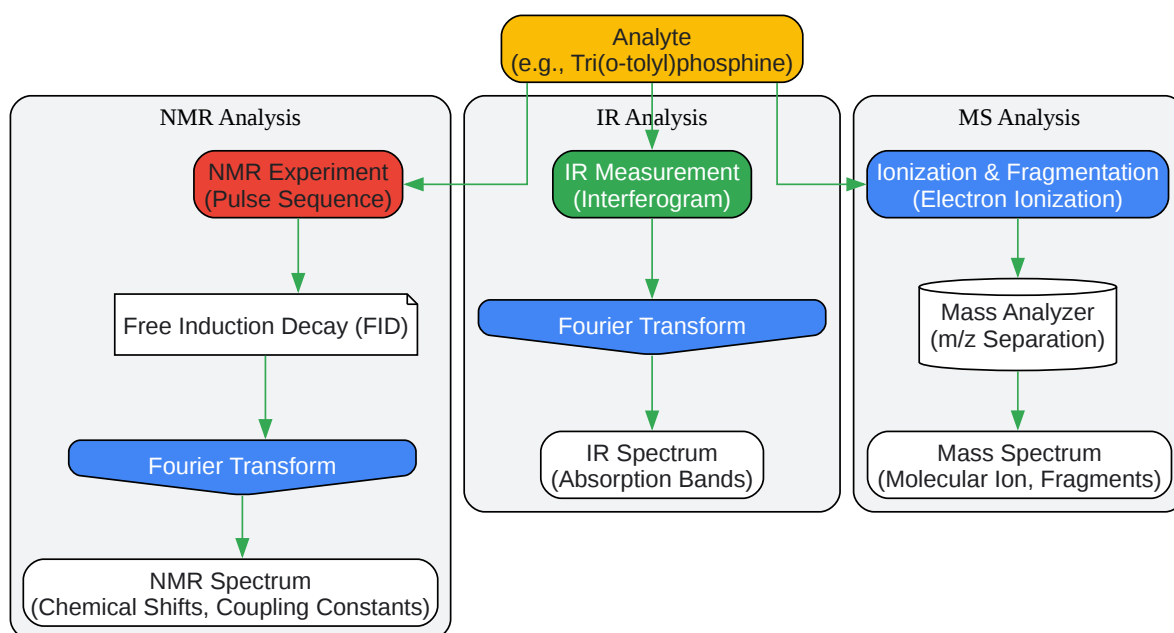 Analyte
(e.g., Tri(o-tolyl)phosphine)
NMR Analysis
NMR Experiment
(Pulse Sequence)
Free Induction Decay (FID)
Fourier Transform
NMR Spectrum
(Chemical Shifts, Coupling Constants)
IR Analysis
IR Measurement
(Interferogram)
Fourier Transform
IR Spectrum
(Absorption Bands)
MS Analysis
Ionization & Fragmentation
(Electron Ionization)
Mass Analyzer
(m/z Separation)
Mass Spectrum
(Molecular Ion, Fragments)